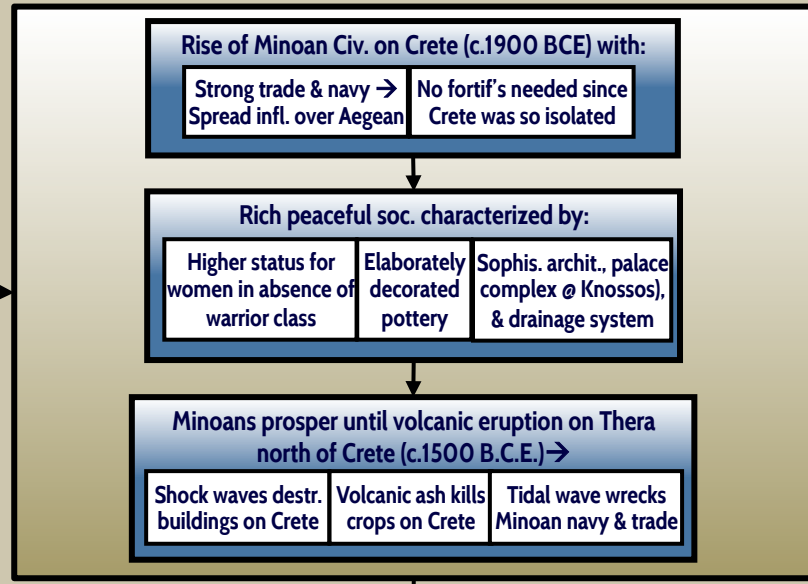 Rise of Minoan Civ. on Crete (c.1900 BCE) with:
Strong trade & navy →
Spread infl. over Aegean
No fortif's needed since
Crete was so isolated
Rich peaceful soc. characterized by:
Higher status for
women in absence of
warrior class
Elaborately
decorated
pottery
Sophis. archit., palace
complex @ Knossos),
& drainage system
Minoans prosper until volcanic eruption on Thera
north of Crete (c.1500 B.C.E.)→
Shock waves destr.
buildings on Crete
Volcanic ash kills
crops on Crete
Tidal wave wrecks
Minoan navy & trade